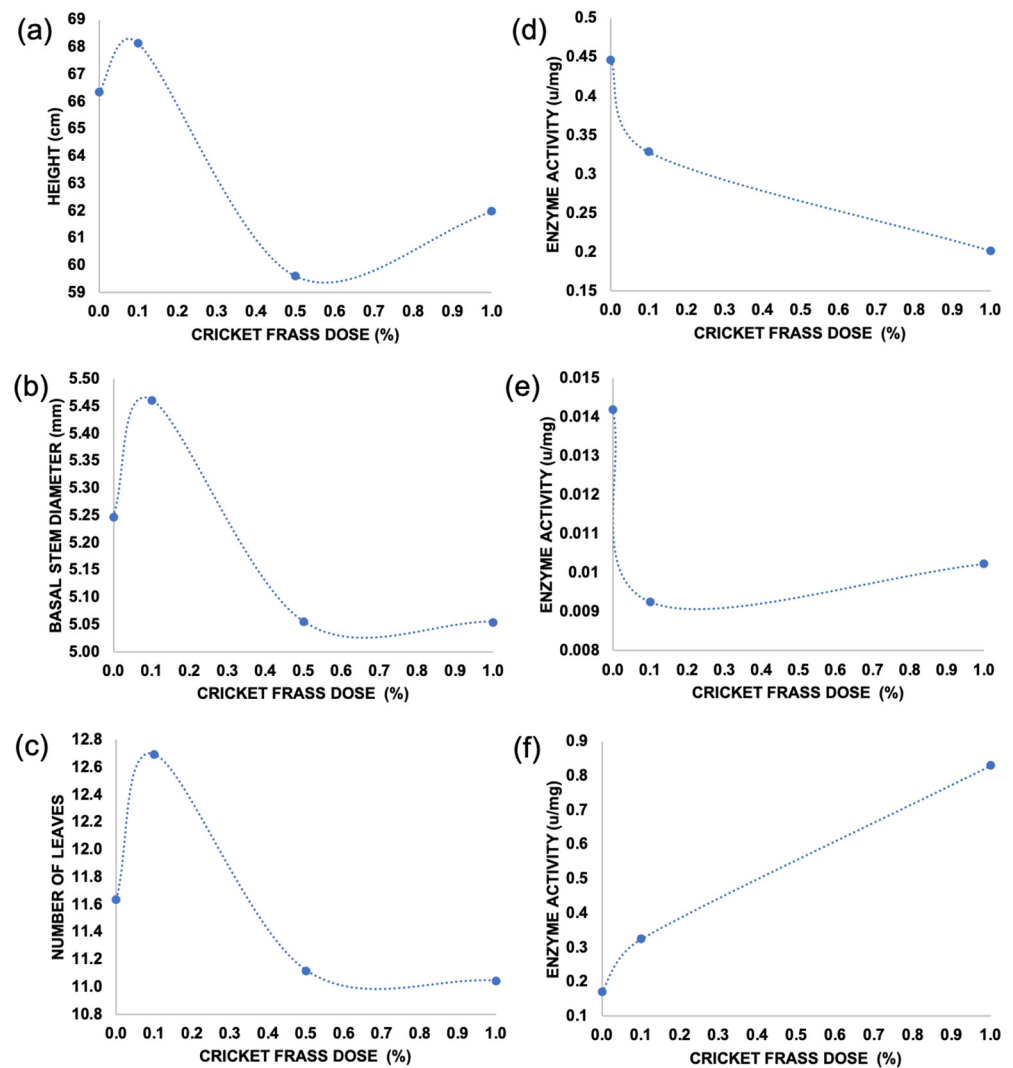 (a)
HEIGHT (cm)
69
68
67
66
65
64
63
62
61
60
59
0.0 0.1 0.2 0.3 0.4 0.5 0.6 0.7 0.8 0.9 1.0
CRICKET FRASS DOSE (%)
(d)
ENZYME ACTIVITY (u/mg)
0.5
0.45
0.4
0.35
0.3
0.25
0.2
0.15
0.0 0.1 0.2 0.3 0.4 0.5 0.6 0.7 0.8 0.9 1.0
CRICKET FRASS DOSE (%)
(b)
BASAL STEM DIAMETER (mm)
5.50
5.45
5.40
5.35
5.30
5.25
5.20
5.15
5.10
5.05
5.00
0.0 0.1 0.2 0.3 0.4 0.5 0.6 0.7 0.8 0.9 1.0
CRICKET FRASS DOSE (%)
(e)
ENZYME ACTIVITY (u/mg)
0.015
0.014
0.013
0.012
0.011
0.01
0.009
0.008
0.0 0.1 0.2 0.3 0.4 0.5 0.6 0.7 0.8 0.9 1.0
CRICKET FRASS DOSE (%)
(c)
NUMBER OF LEAVES
12.8
12.6
12.4
12.2
12.0
11.8
11.6
11.4
11.2
11.0
10.8
0.0 0.1 0.2 0.3 0.4 0.5 0.6 0.7 0.8 0.9 1.0
CRICKET FRASS DOSE (%)
(f)
ENZYME ACTIVITY (u/mg)
0.9
0.8
0.7
0.6
0.5
0.4
0.3
0.2
0.1
0.0 0.1 0.2 0.3 0.4 0.5 0.6 0.7 0.8 0.9 1.0
CRICKET FRASS DOSE (%)